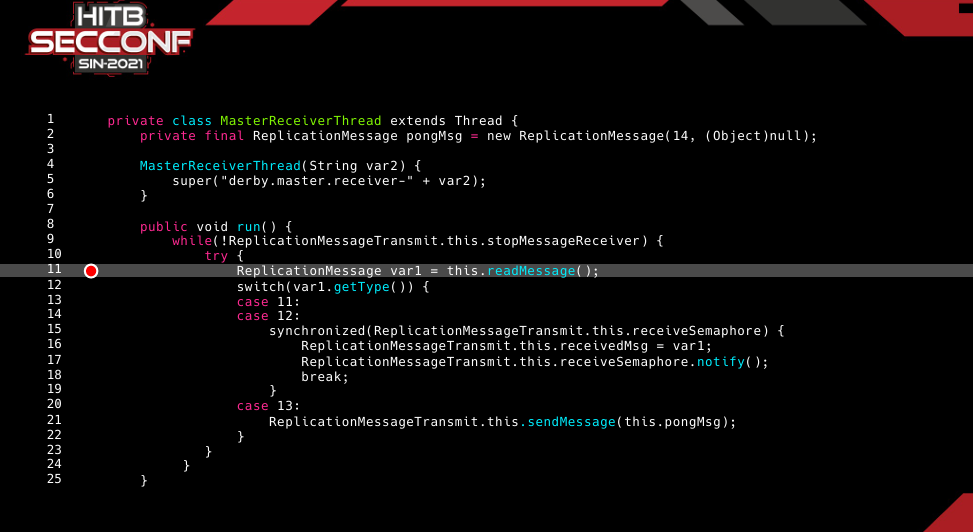 HITB
SECCONF
SIN-2021
1 private class MasterReceiverThread extends Thread {
2 private final ReplicationMessage pongMsg = new ReplicationMessage(14, (Object)null);
3
4 MasterReceiverThread(String var2) {
5 super("derby.master.receiver-" + var2);
6 }
7
8 public void run() {
9 while(!ReplicationMessageTransmit.this.stopMessageReceiver) {
10 try {
11 ReplicationMessage var1 = this.readMessage();
12 switch(var1.getType()) {
13 case 11:
14 case 12:
15 synchronized(ReplicationMessageTransmit.this.receiveSemaphore) {
16 ReplicationMessageTransmit.this.receivedMsg = var1;
17 ReplicationMessageTransmit.this.receiveSemaphore.notify();
18 break;
19 }
20 case 13:
21 ReplicationMessageTransmit.this.sendMessage(this.pongMsg);
22 }
23 }
24 }
25 }